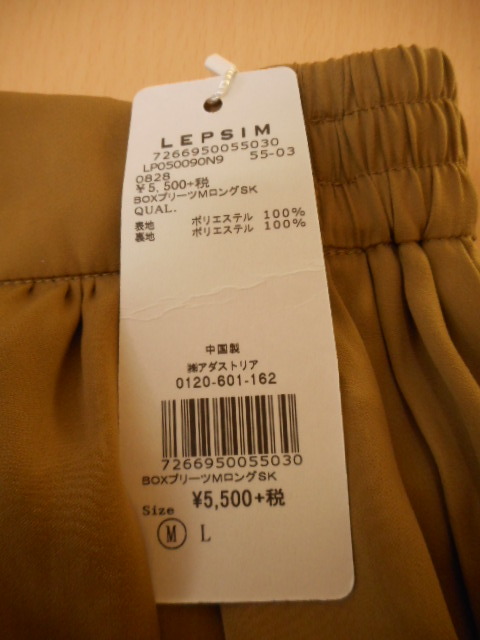 LEPSIM
7266950055030
LP050090N9 55-03
0828
¥5,500+税
BOXプリーツMロングSK
QUAL.
表地 ポリエステル 100%
裏地 ポリエステル 100%
中国製
㈱アダストリア
0120-601-162
7266950055030
BOXプリーツMロングSK
¥5,500+税
Size
M L